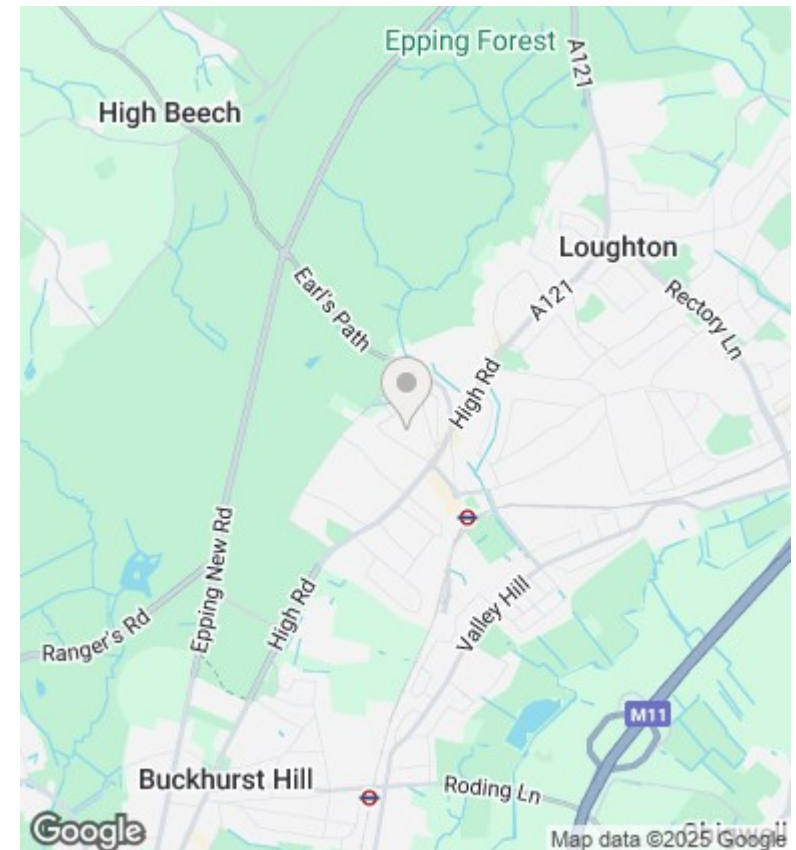 Epping Forest
A121
High Beech
Loughton
Earl's Path
A121
Rectory Ln
High Rd
Epping New Rd
High Rd
Valley Hill
Ranger's Rd
M11
Buckhurst Hill
Roding Ln
Chigwell
Google
Map data ©2025 Google